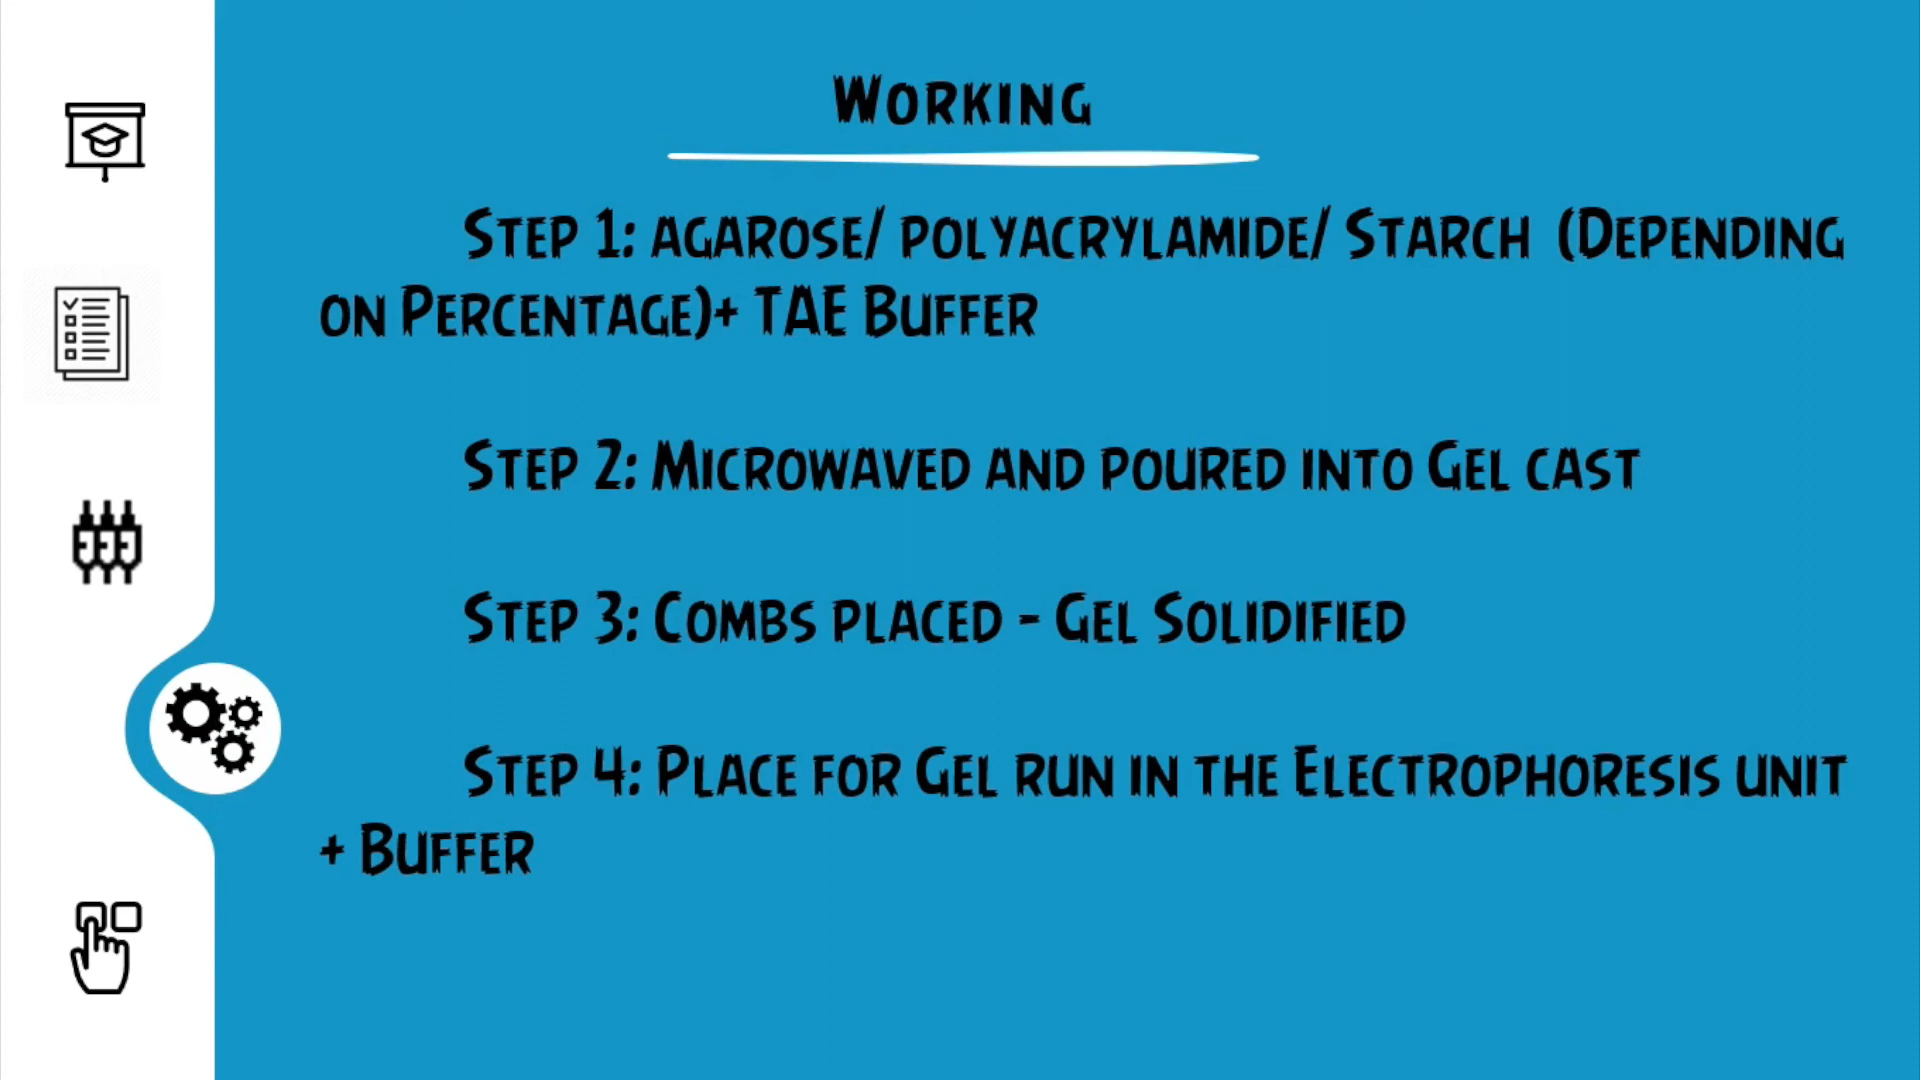 Working
Step 1: agarose/ polyacrylamide/ Starch (Depending
on Percentage)+ TAE Buffer
Step 2: Microwaved and poured into Gel cast
Step 3: Combs placed - Gel Solidified
Step 4: Place for Gel run in the Electrophoresis unit
+ Buffer